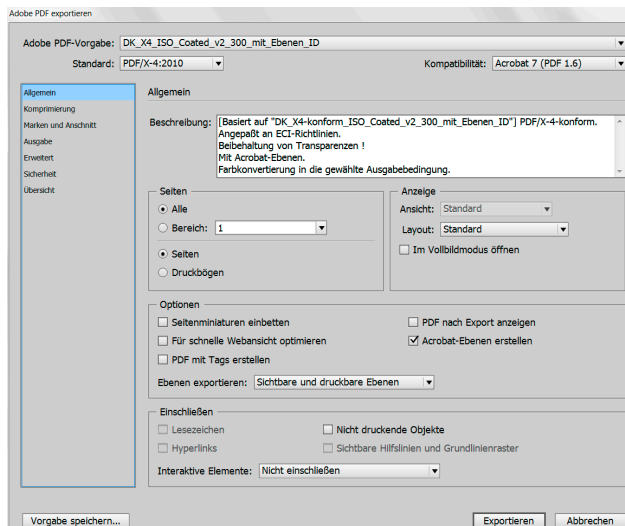 Adobe PDF exportieren
Adobe PDF-Vorgabe: DK_X4_ISO_Coated_v2_300_mit_Ebenen_ID
Standard: PDF/X-4:2010 Kompatibilität: Acrobat 7 (PDF 1.6)
Allgemein
Komprimierung
Marken und Anschnitt
Ausgabe
Erweitert
Sicherheit
Übersicht
Allgemein
Beschreibung: [Basiert auf "DK_X4-konform_ISO_Coated_v2_300_mit_Ebenen_ID"] PDF/X-4-konform.
Angepaßt an ECI-Richtlinien.
Beibehaltung von Transparenzen !
Mit Acrobat-Ebenen.
Farbkonvertierung in die gewählte Ausgabebedingung.
Seiten
Alle
Bereich: 1
Seiten
Druckbögen
Anzeige
Ansicht: Standard
Layout: Standard
Im Vollbildmodus öffnen
Optionen
Seitenminiaturen einbetten
PDF nach Export anzeigen
Für schnelle Webansicht optimieren
Acrobat-Ebenen erstellen
PDF mit Tags erstellen
Ebenen exportieren: Sichtbare und druckbare Ebenen
Einschließen
Lesezeichen
Nicht druckende Objekte
Hyperlinks
Sichtbare Hilfslinien und Grundlinienraster
Interaktive Elemente: Nicht einschließen
Vorgabe speichern...
Exportieren
Abbrechen